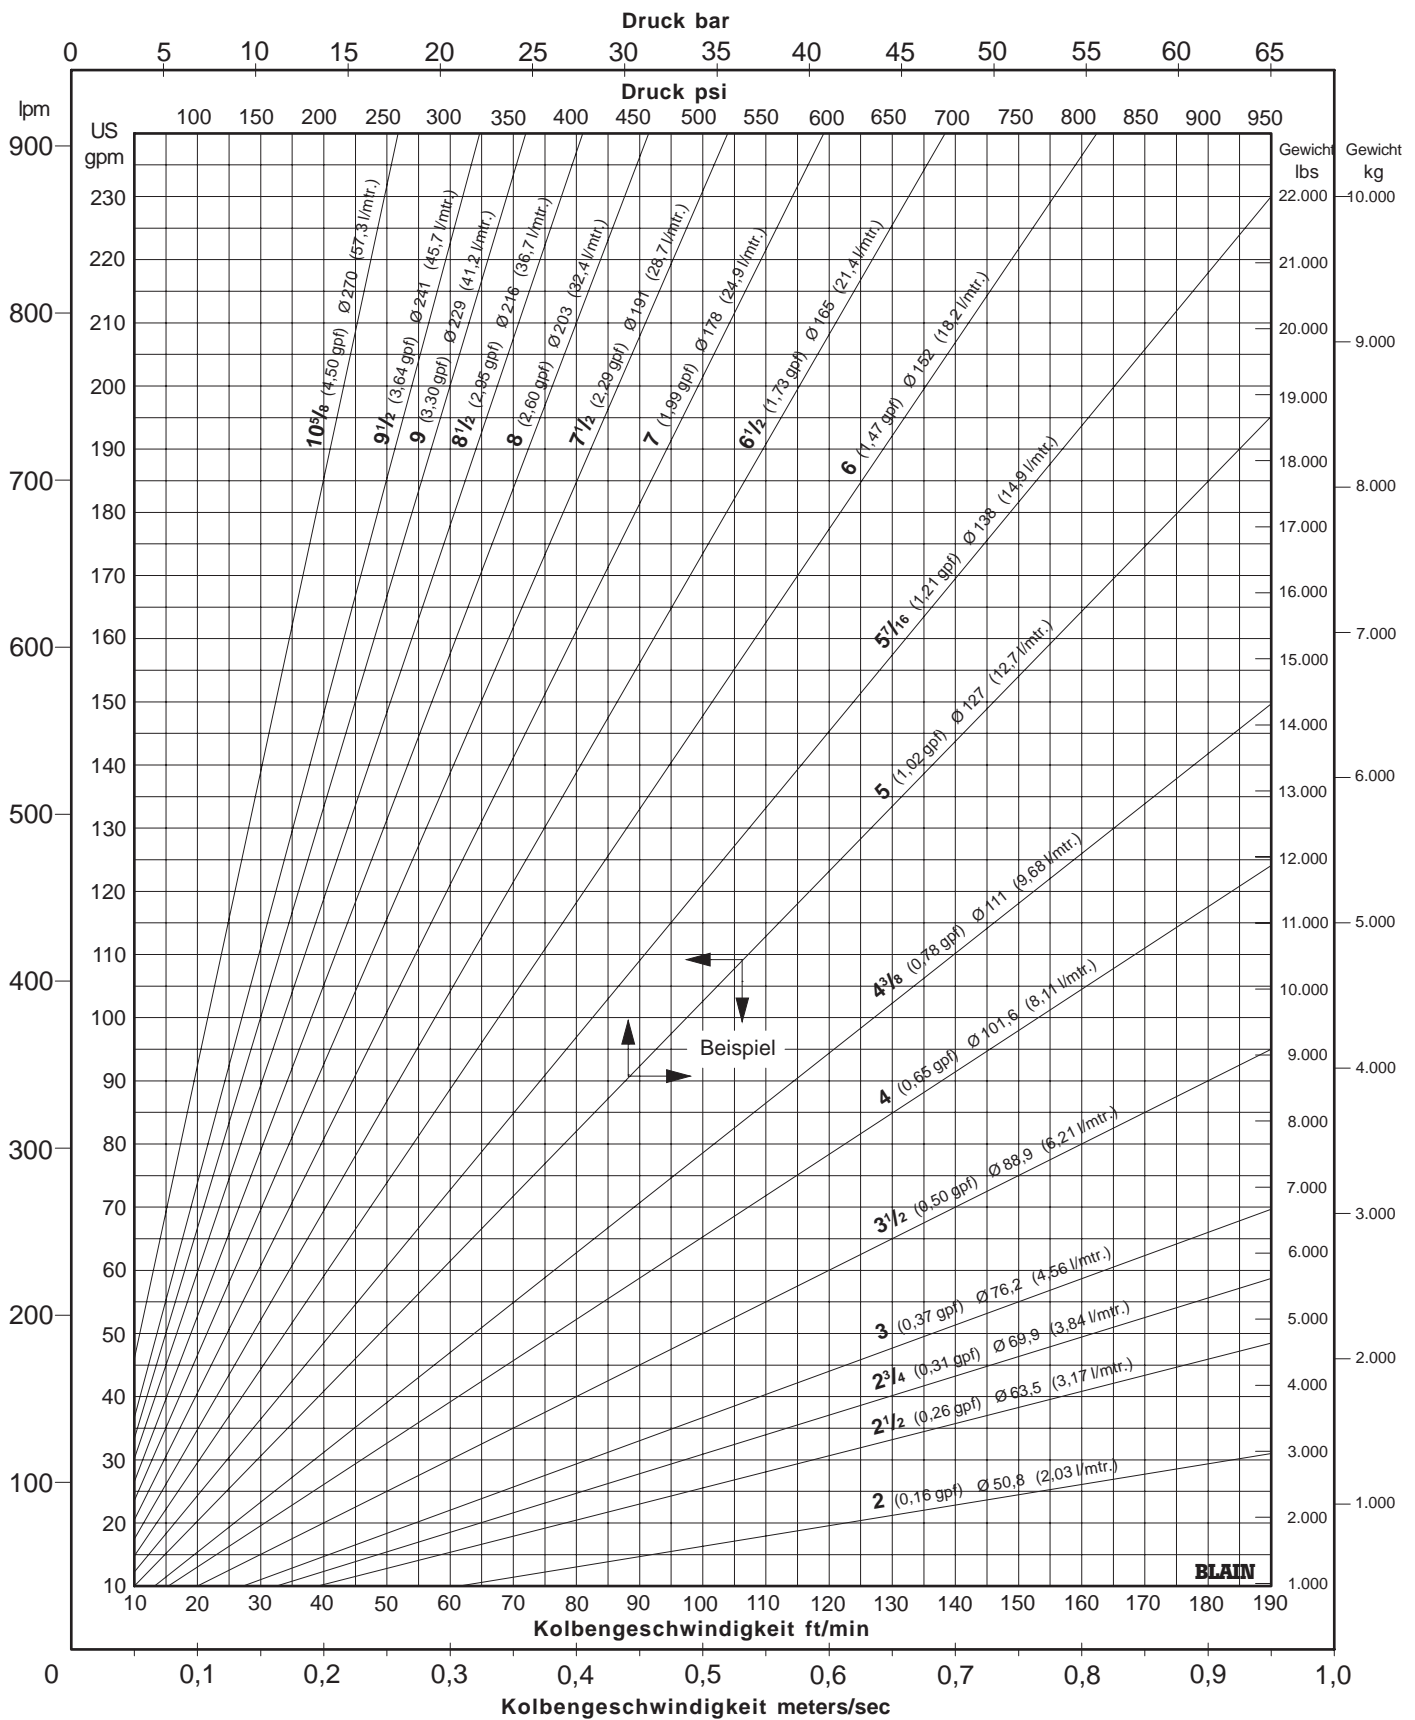 Druck bar
0 5 10 15 20 25 30 35 40 45 50 55 60 65
Druck psi
100 150 200 250 300 350 400 450 500 550 600 650 700 750 800 850 900 950
lpm
900
800
700
600
500
400
300
200
100
0
US
gpm
230
220
210
200
190
180
170
160
150
140
130
120
110
100
90
80
70
60
50
40
30
20
10
Gewicht
lbs
22.000
21.000
20.000
19.000
18.000
17.000
16.000
15.000
14.000
13.000
12.000
11.000
10.000
9.000
8.000
7.000
6.000
5.000
4.000
3.000
2.000
1.000
Gewicht
kg
10.000
9.000
8.000
7.000
6.000
5.000
4.000
3.000
2.000
1.000
10⁵/₈ (4,50 gpf) Ø 270 (57,3 l/mtr.)
9¹/₂ (3,64 gpf) Ø 241 (45,7 l/mtr.)
9 (3,30 gpf) Ø 229 (41,2 l/mtr.)
8¹/₂ (2,95 gpf) Ø 216 (36,7 l/mtr.)
8 (2,60 gpf) Ø 203 (32,4 l/mtr.)
7¹/₂ (2,29 gpf) Ø 191 (28,7 l/mtr.)
7 (1,99 gpf) Ø 178 (24,9 l/mtr.)
6¹/₂ (1,73 gpf) Ø 165 (21,4 l/mtr.)
6 (1,47 gpf) Ø 152 (18,2 l/mtr.)
5⁷/₁₆ (1,21 gpf) Ø 138 (14,9 l/mtr.)
5 (1,02 gpf) Ø 127 (12,7 l/mtr.)
4³/₈ (0,78 gpf) Ø 111 (9,68 l/mtr.)
4 (0,65 gpf) Ø 101,6 (8,11 l/mtr.)
3¹/₂ (0,50 gpf) Ø 88,9 (6,21 l/mtr.)
3 (0,37 gpf) Ø 76,2 (4,56 l/mtr.)
2³/₄ (0,31 gpf) Ø 69,9 (3,84 l/mtr.)
2¹/₂ (0,26 gpf) Ø 63,5 (3,17 l/mtr.)
2 (0,16 gpf) Ø 50,8 (2,03 l/mtr.)
Beispiel
BLAIN
10 20 30 40 50 60 70 80 90 100 110 120 130 140 150 160 170 180 190
Kolbengeschwindigkeit ft/min
0,1 0,2 0,3 0,4 0,5 0,6 0,7 0,8 0,9 1,0
Kolbengeschwindigkeit meters/sec